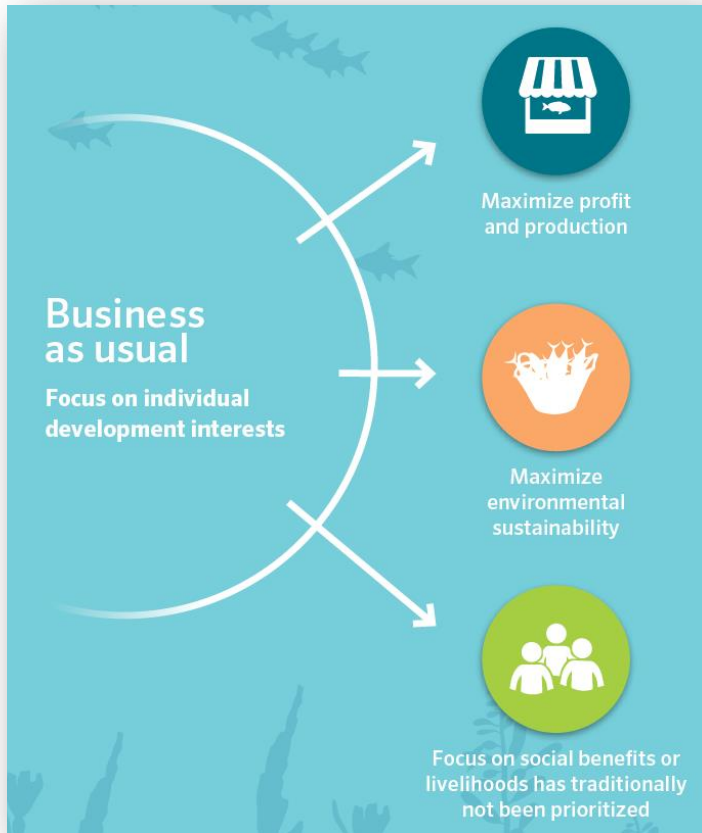 Business
as usual
Focus on individual
development interests
Maximize profit
and production
Maximize
environmental
sustainability
Focus on social benefits or
livelihoods has traditionally
not been prioritized